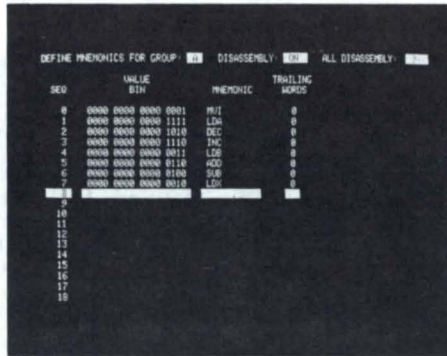 DEFINE MNEMONICS FOR GROUP: A DISASSEMBLY: ON ALL DISASSEMBLY:
VALUE TRAILING
SEQ BIN MNEMONIC WORDS
0 0000 0000 0000 0001 MVI 0
1 0000 0000 0000 1111 LDA 0
2 0000 0000 0000 1010 DEC 0
3 0000 0000 0000 1110 INC 0
4 0000 0000 0000 0011 LDB 0
5 0000 0000 0000 0110 ADD 0
6 0000 0000 0000 0100 SUB 0
7 0000 0000 0000 0010 LDX 0
8
9
10
11
12
13
14
15
16
17
18